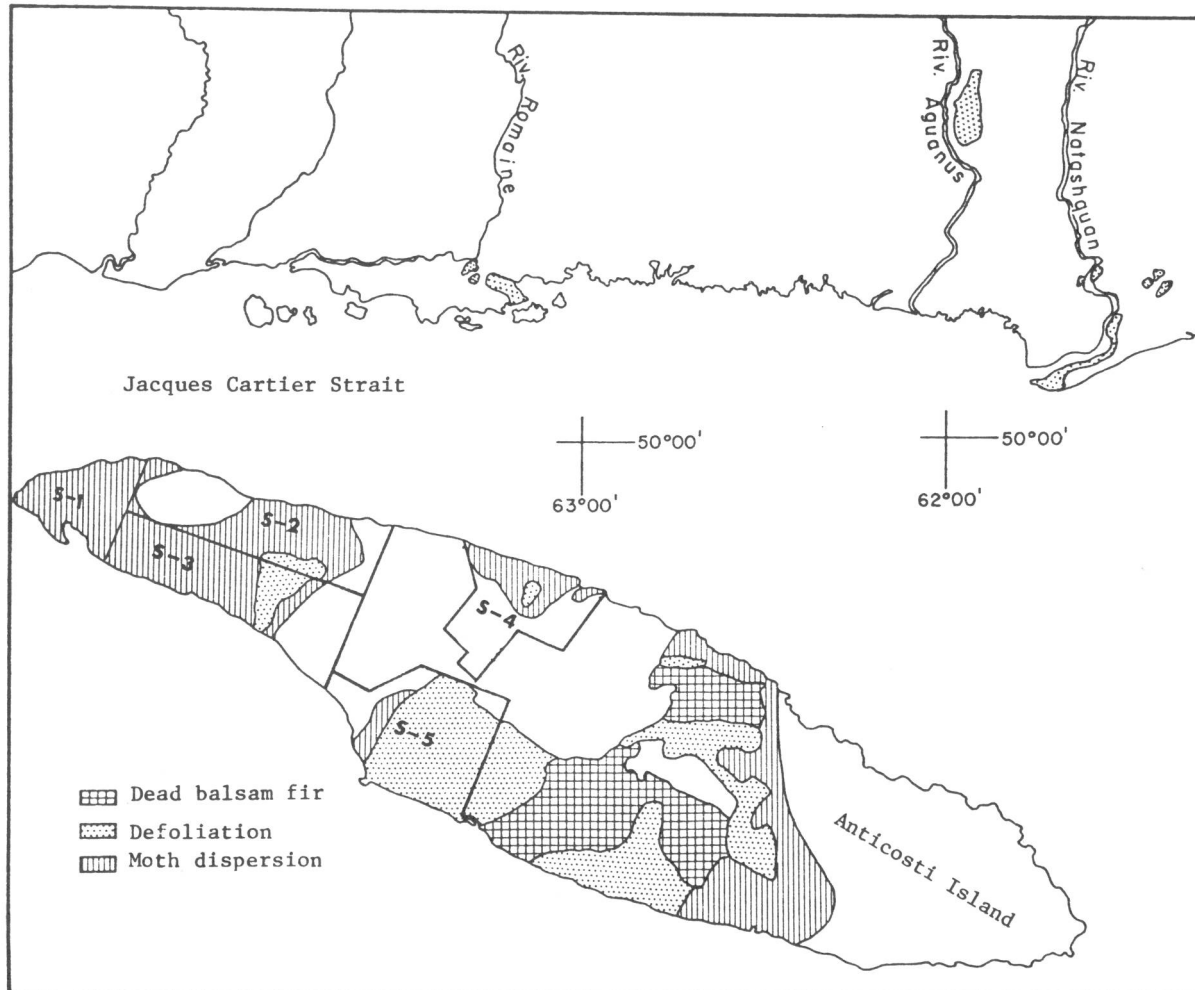 Riv. Romaine
Riv. Aguanus
Riv. Natashquan
Jacques Cartier Strait
50°00'
63°00'
50°00'
62°00'
S-1
S-2
S-3
S-4
S-5
Dead balsam fir
Defoliation
Moth dispersion
Anticosti Island